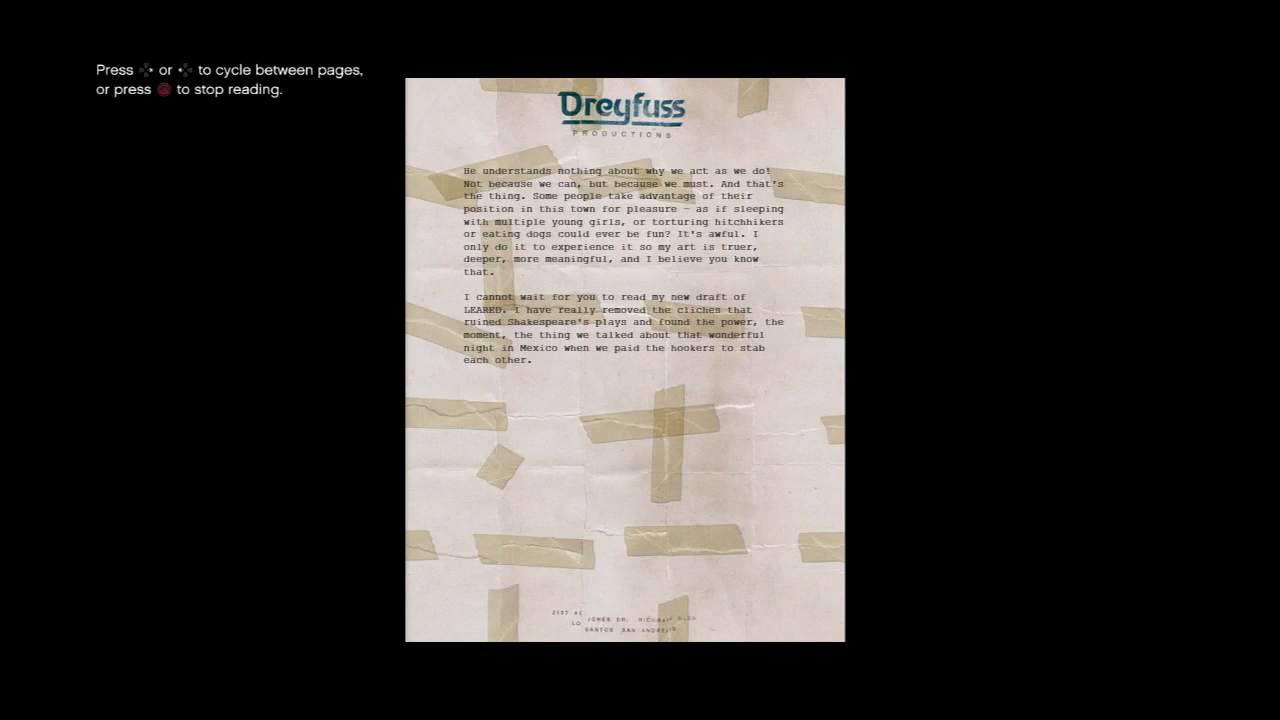 Press or to cycle between pages,
or press to stop reading.
Dreyfuss
PRODUCTIONS
He understands nothing about why we act as we do!
Not because we can, but because we must. And that's
the thing. Some people take advantage of their
position in this town for pleasure - as if sleeping
with multiple young girls, or torturing hitchhikers
or eating dogs could ever be fun? It's awful. I
only do it to experience it so my art is truer,
deeper, more meaningful, and I believe you know
that.
I cannot wait for you to read my new draft of
LEARED. I have really removed the cliches that
ruined Shakespeare's plays and found the power, the
moment, the thing we talked about that wonderful
night in Mexico when we paid the hookers to stab
each other.
JONES DR. GLEN
LO SANTOS SAN